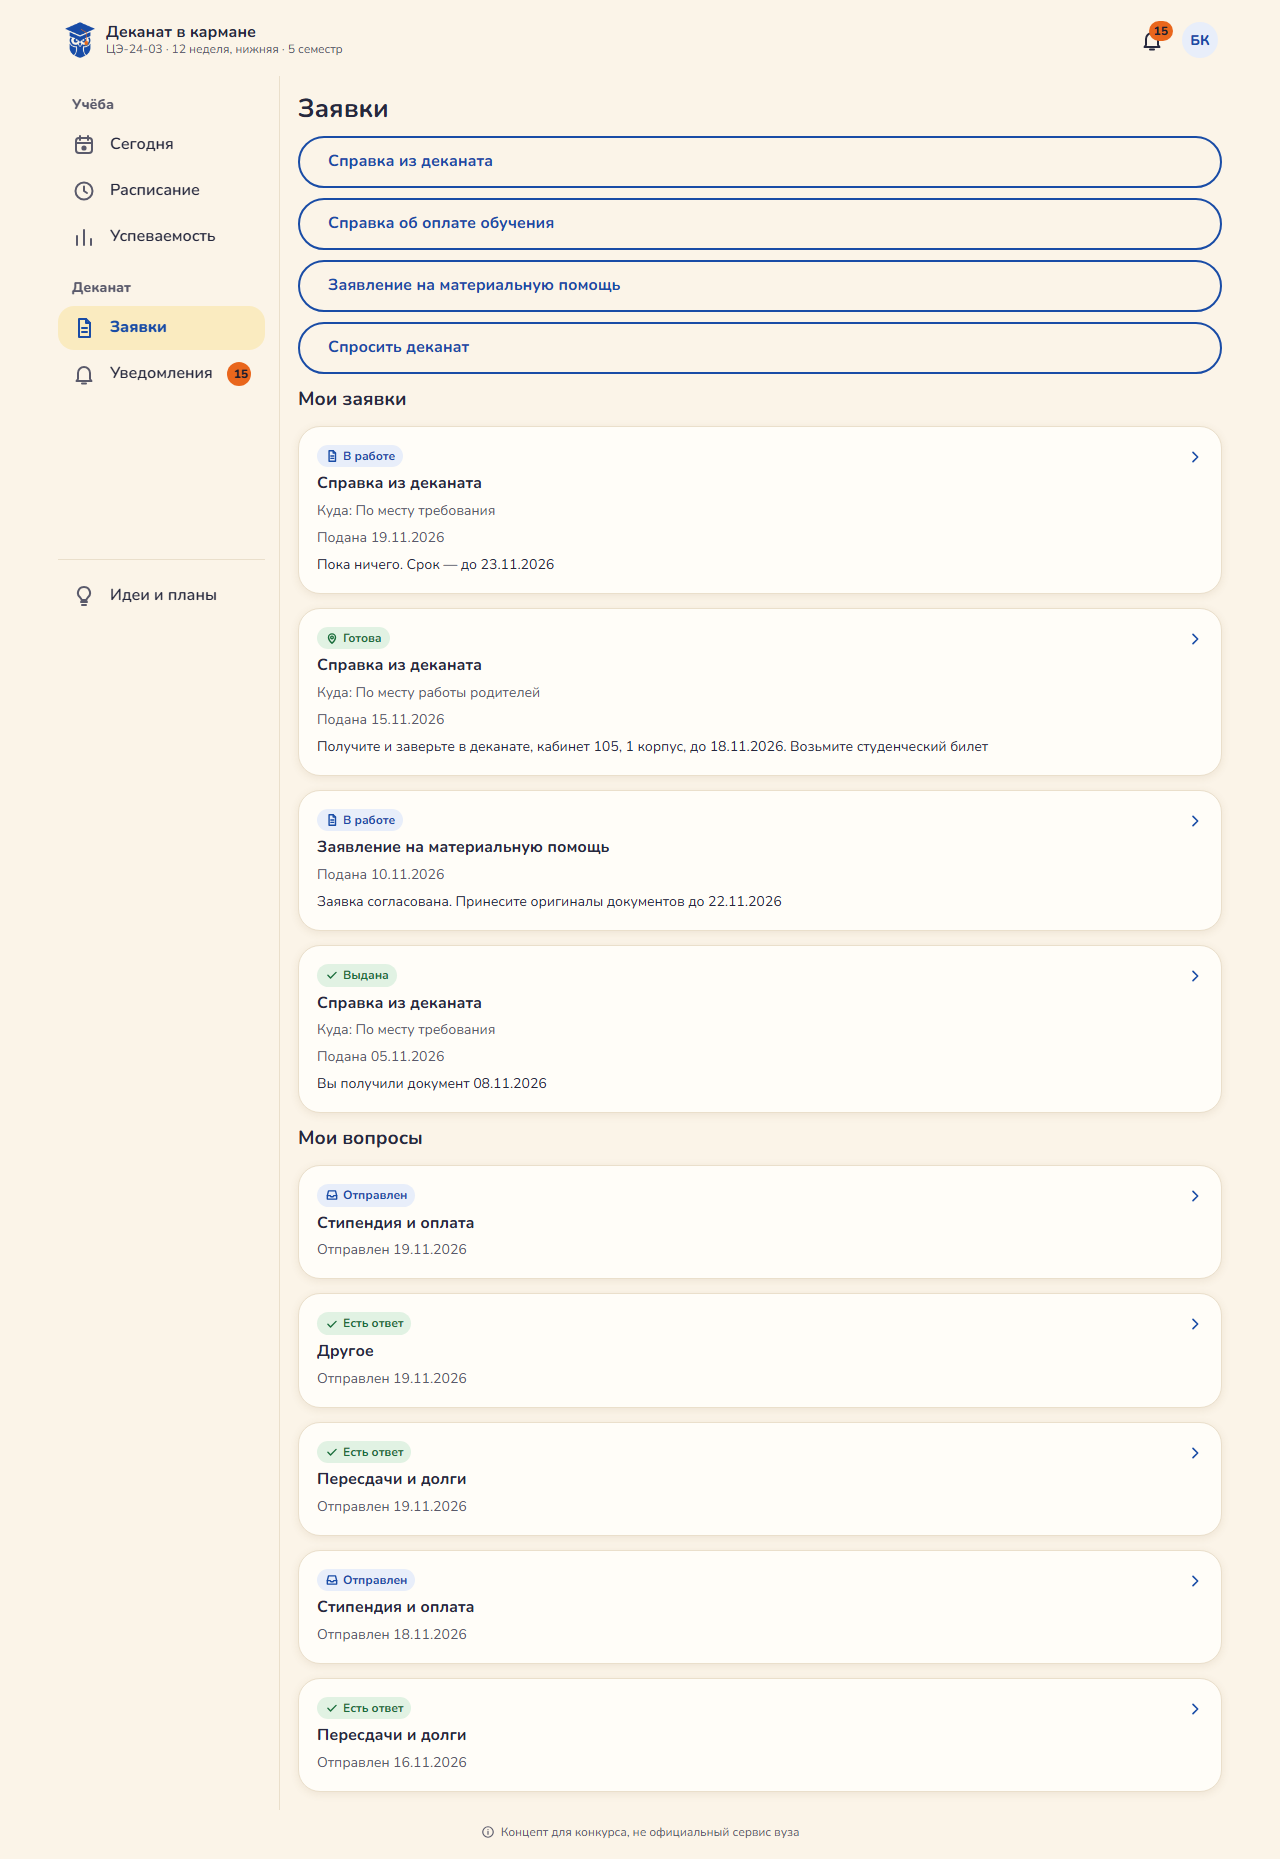 Деканат в кармане
ЦЭ-24-03 · 12 неделя, нижняя · 5 семестр
15
БК
Учёба
Сегодня
Расписание
Успеваемость
Деканат
Заявки
Уведомления 15
Идеи и планы
Заявки
Справка из деканата
Справка об оплате обучения
Заявление на материальную помощь
Спросить деканат
Мои заявки
В работе
Справка из деканата
Куда: По месту требования
Подана 19.11.2026
Пока ничего. Срок — до 23.11.2026
Готова
Справка из деканата
Куда: По месту работы родителей
Подана 15.11.2026
Получите и заверьте в деканате, кабинет 105, 1 корпус, до 18.11.2026. Возьмите студенческий билет
В работе
Заявление на материальную помощь
Подана 10.11.2026
Заявка согласована. Принесите оригиналы документов до 22.11.2026
Выдана
Справка из деканата
Куда: По месту требования
Подана 05.11.2026
Вы получили документ 08.11.2026
Мои вопросы
Отправлен
Стипендия и оплата
Отправлен 19.11.2026
Есть ответ
Другое
Отправлен 19.11.2026
Есть ответ
Пересдачи и долги
Отправлен 19.11.2026
Отправлен
Стипендия и оплата
Отправлен 18.11.2026
Есть ответ
Пересдачи и долги
Отправлен 16.11.2026
Концепт для конкурса, не официальный сервис вуза